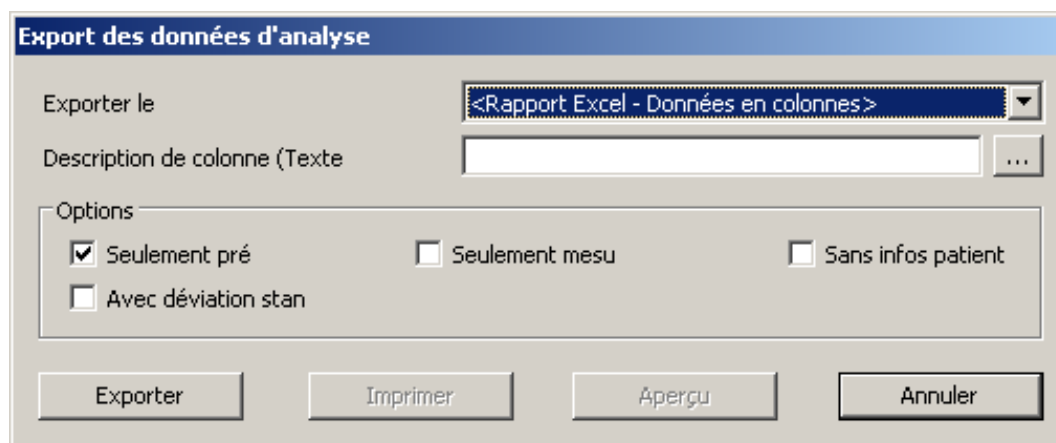 Export des données d'analyse
Exporter le
<Rapport Excel - Données en colonnes>
Description de colonne (Texte
...
Options
Seulement pré
Seulement mesu
Sans infos patient
Avec déviation stan
Exporter
Imprimer
Aperçu
Annuler